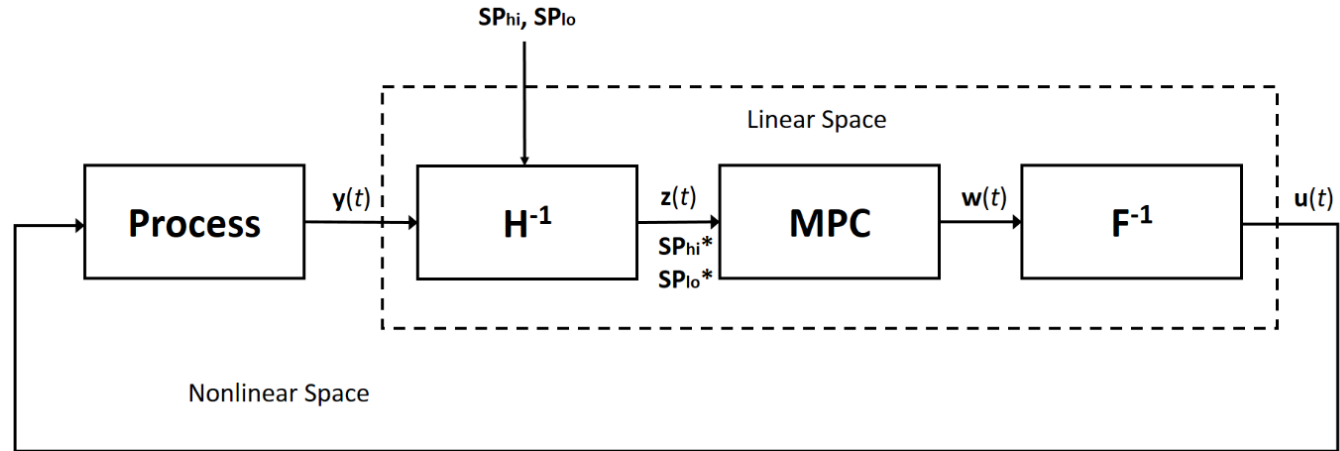 SPhi, SPlo
Linear Space
Process
y(t)
H-1
z(t)
SPhi*
SPlo*
MPC
w(t)
F-1
u(t)
Nonlinear Space